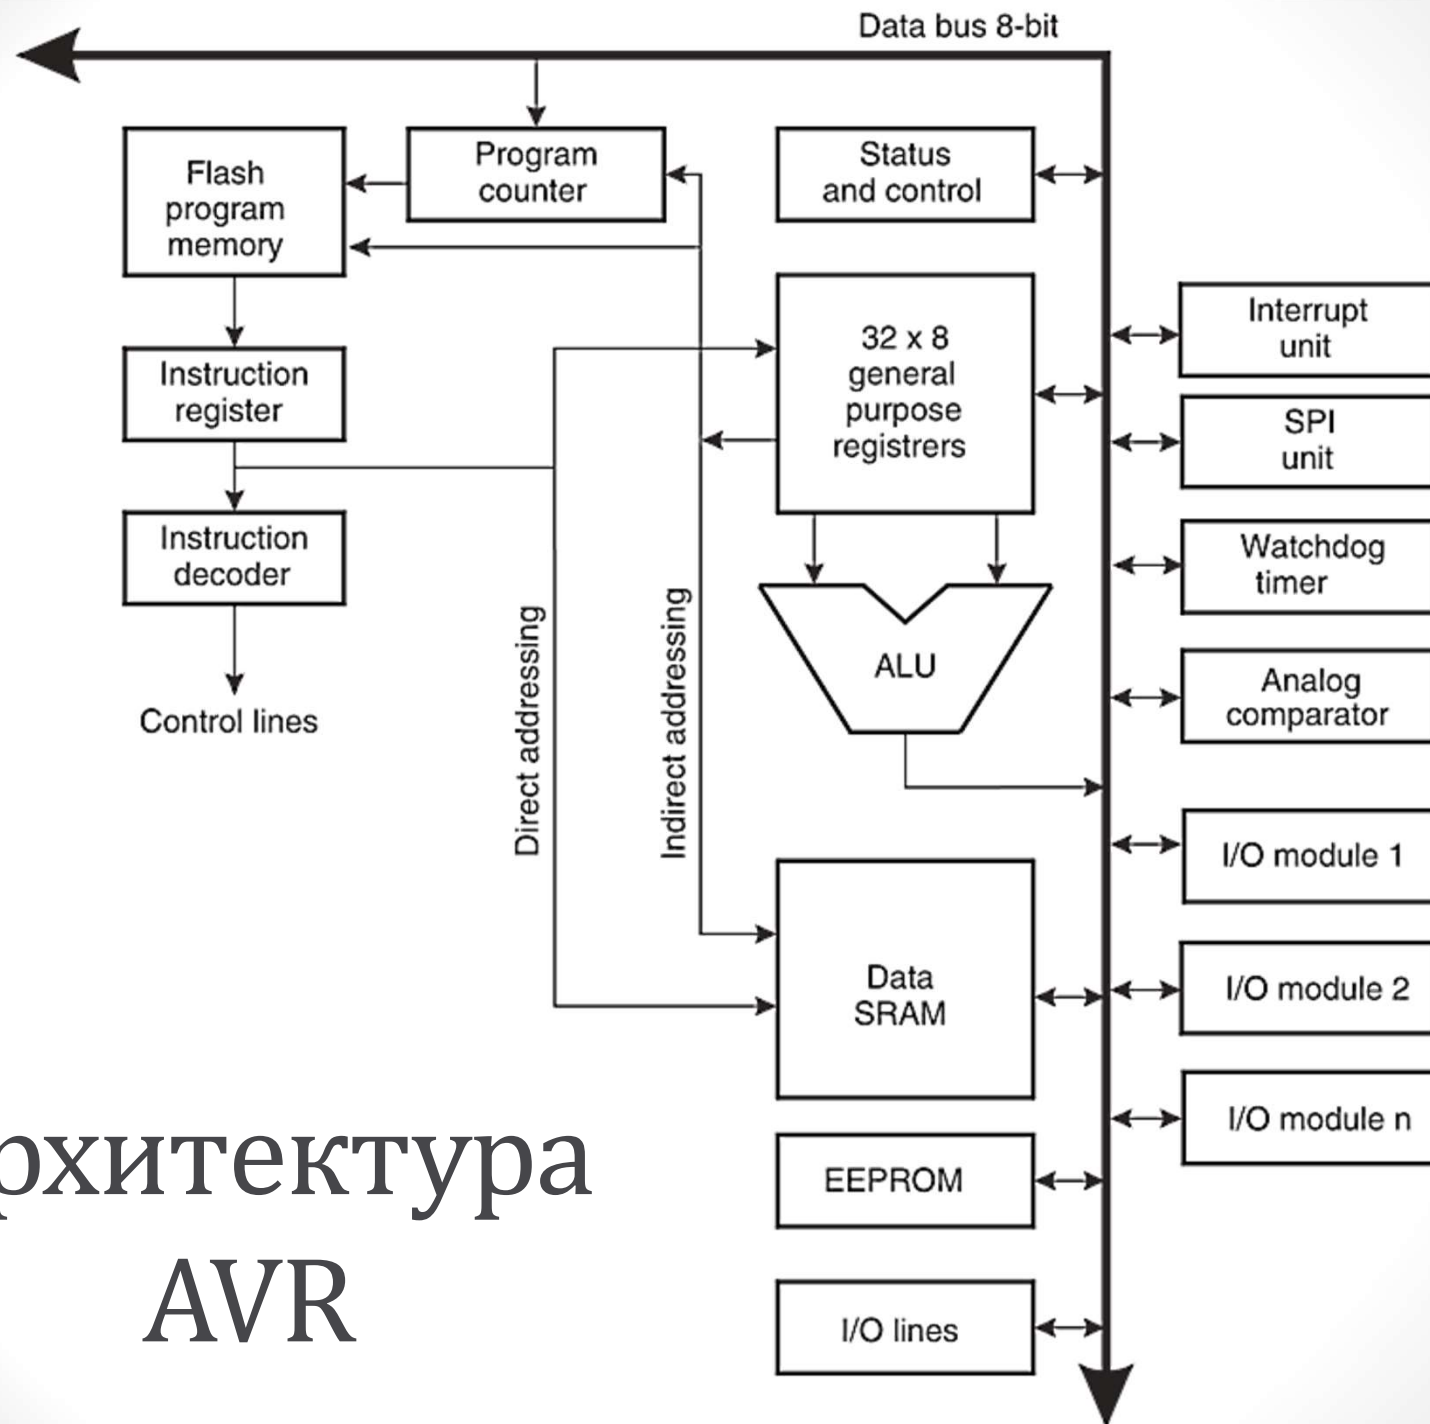 Data bus 8-bit
Flash
program
memory
Program
counter
Status
and control
Instruction
register
32 x 8
general
purpose
registrers
Interrupt
unit
SPI
unit
Instruction
decoder
Watchdog
timer
Control lines
Direct addressing
Indirect addressing
ALU
Analog
comparator
I/O module 1
Data
SRAM
I/O module 2
I/O module n
EEPROM
I/O lines
рхитектура
AVR